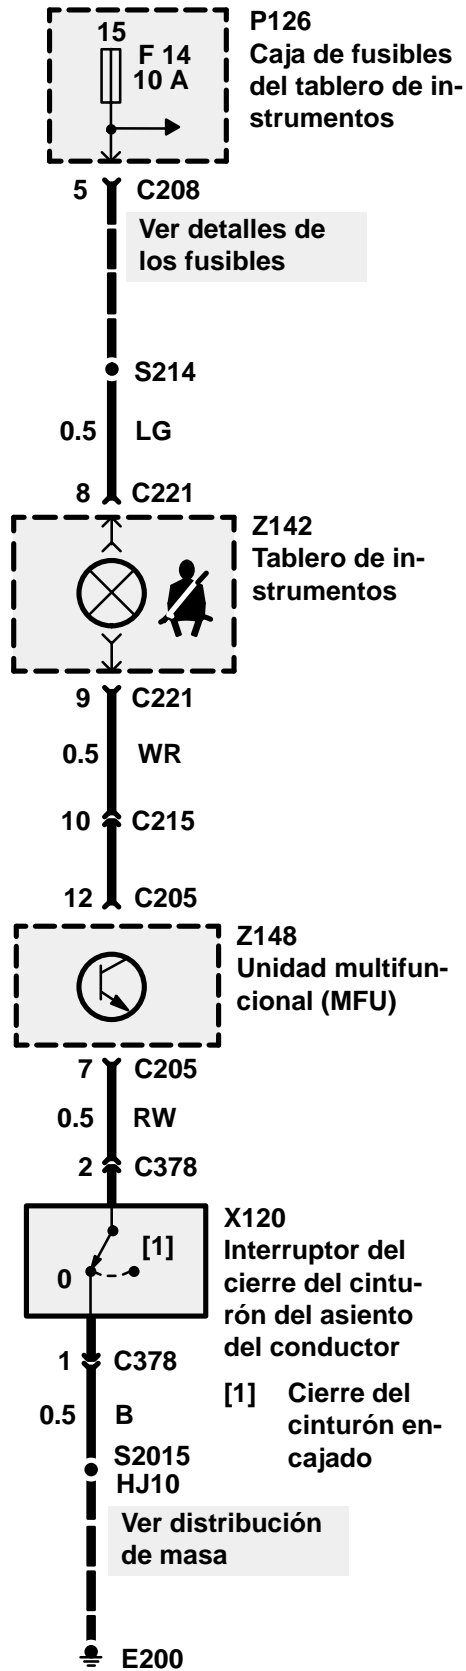 P126
Caja de fusibles
del tablero de in-
strumentos
15
F 14
10 A
5 C208
Ver detalles de
los fusibles
S214
0.5 LG
8 C221
Z142
Tablero de in-
strumentos
9 C221
0.5 WR
10 C215
12 C205
Z148
Unidad multifun-
cional (MFU)
7 C205
0.5 RW
2 C378
X120
Interruptor del
cierre del cintu-
rón del asiento
del conductor
[1]
0
1 C378
[1] Cierre del
cinturón en-
cajado
0.5 B
S2015
HJ10
Ver distribución
de masa
E200